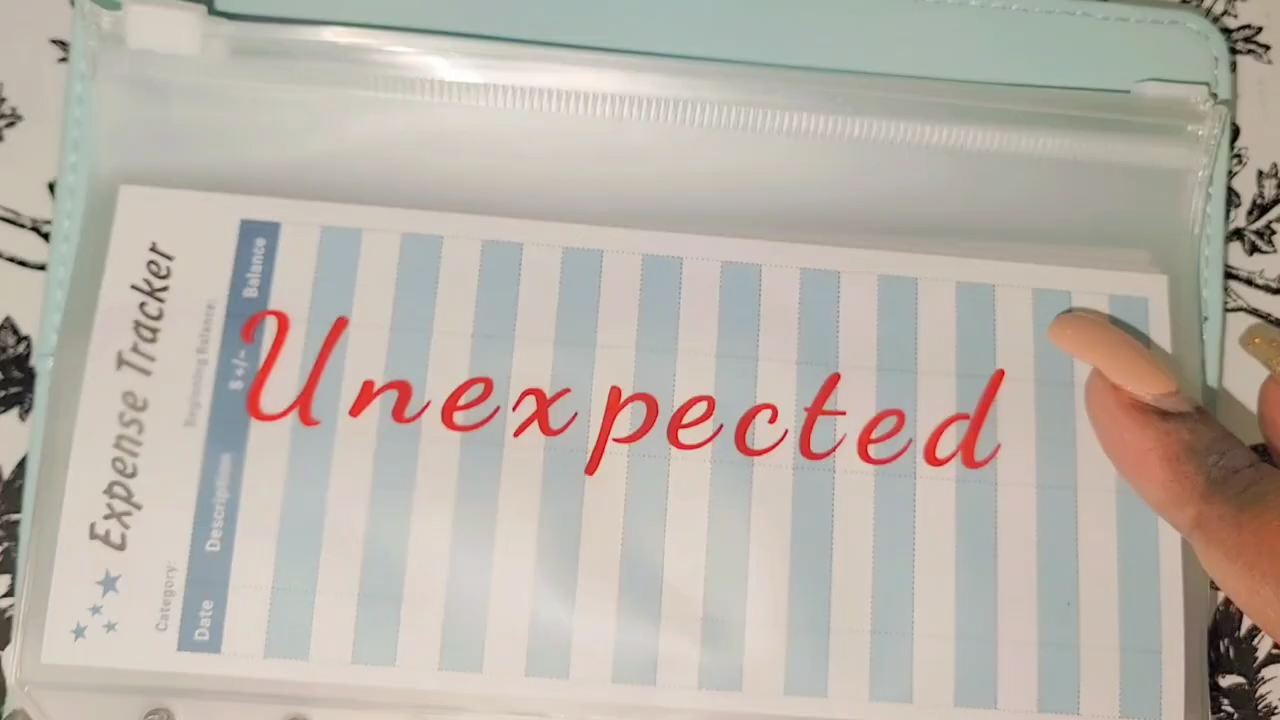 Unexpected
Expense Tracker
Category:
Beginning Balance:
Date Description $ +/- Balance